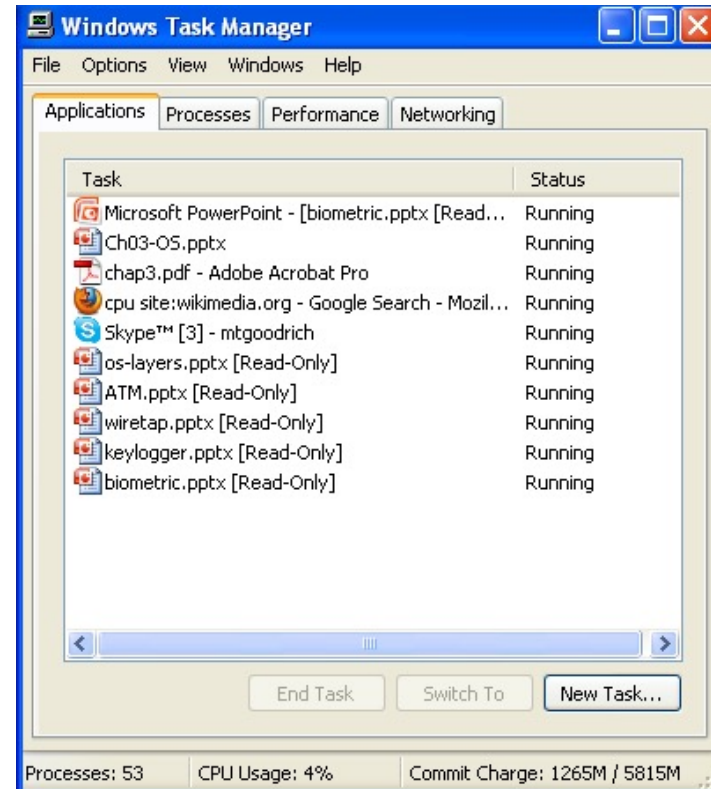 Windows Task Manager
File Options View Windows Help
Applications Processes Performance Networking
Task Status
Microsoft PowerPoint - [biometric.pptx [Read... Running
Ch03-OS.pptx Running
chap3.pdf - Adobe Acrobat Pro Running
cpu site:wikimedia.org - Google Search - Mozil... Running
Skype™ [3] - mtgoodrich Running
os-layers.pptx [Read-Only] Running
ATM.pptx [Read-Only] Running
wiretap.pptx [Read-Only] Running
keylogger.pptx [Read-Only] Running
biometric.pptx [Read-Only] Running
End Task Switch To New Task...
Processes: 53 CPU Usage: 4% Commit Charge: 1265M / 5815M